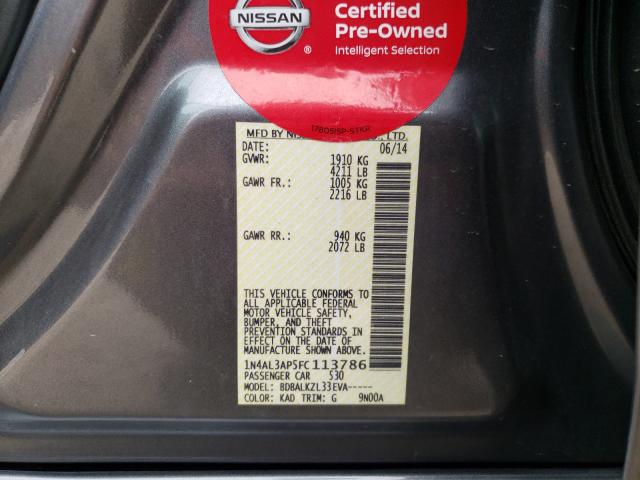 NISSAN
®
Certified
Pre-Owned
Intelligent Selection
MFD BY NIS , LTD.
DATE: 06/14
GVWR: 1910 KG
4211 LB
GAWR FR.: 1005 KG
2216 LB
GAWR RR.: 940 KG
2072 LB
THIS VEHICLE CONFORMS TO
ALL APPLICABLE FEDERAL
MOTOR VEHICLE SAFETY,
BUMPER, AND THEFT
PREVENTION STANDARDS IN
EFFECT ON THE DATE OF
MANUFACTURE SHOWN ABOVE.
1N4AL3AP5FC113786
PASSENGER CAR 530
MODEL: BDBALKZL33EVA-----
COLOR: KAD TRIM: G 9N00A